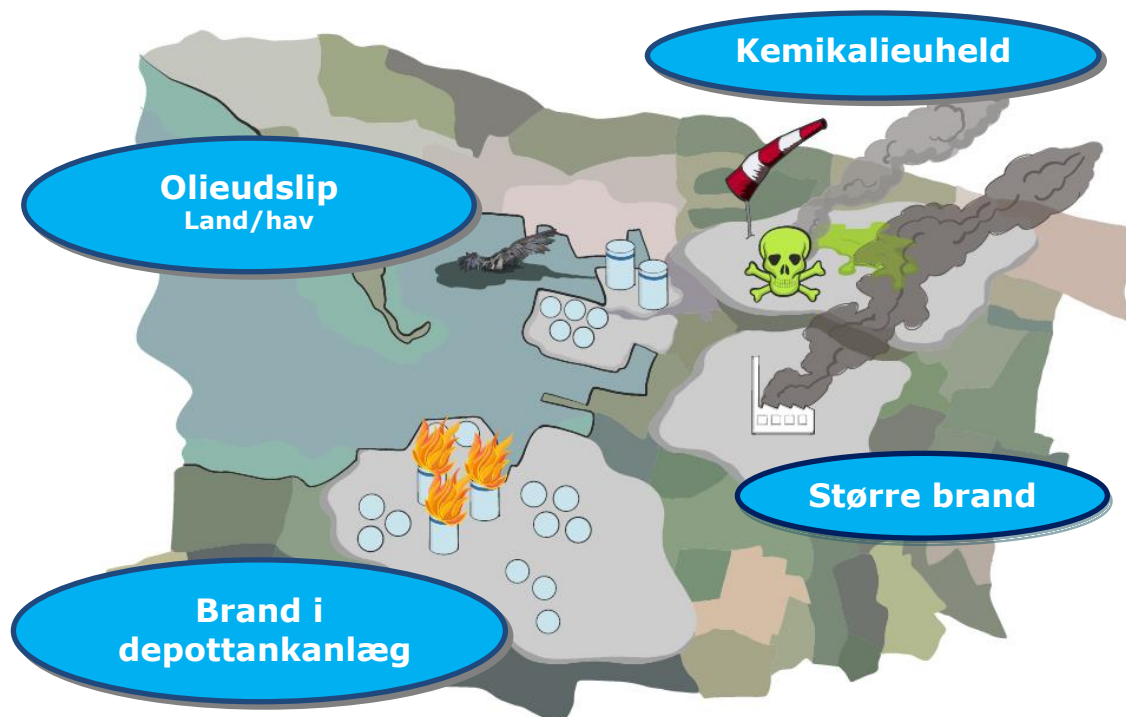 Kemikalieuheld
Olieudslip
Land/hav
Større brand
Brand i
depottankanlæg